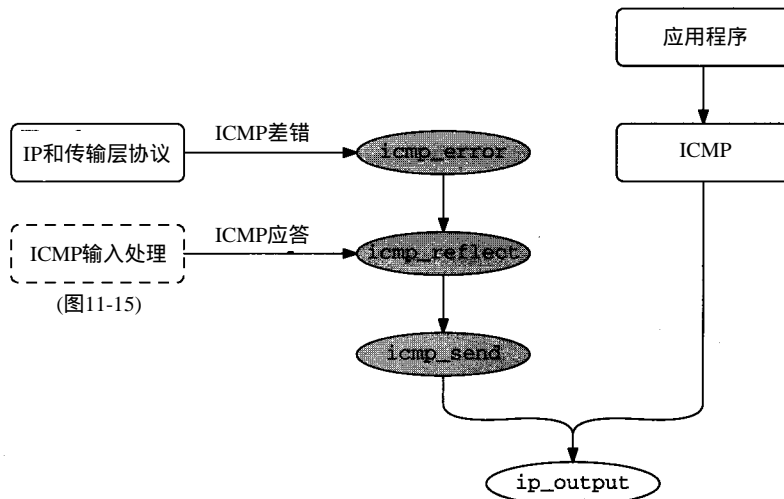 应用程序
ICMP差错
IP和传输层协议
icmp_error
ICMP
ICMP应答
ICMP输入处理
icmp_reflect
(图11-15)
icmp_send
ip_output